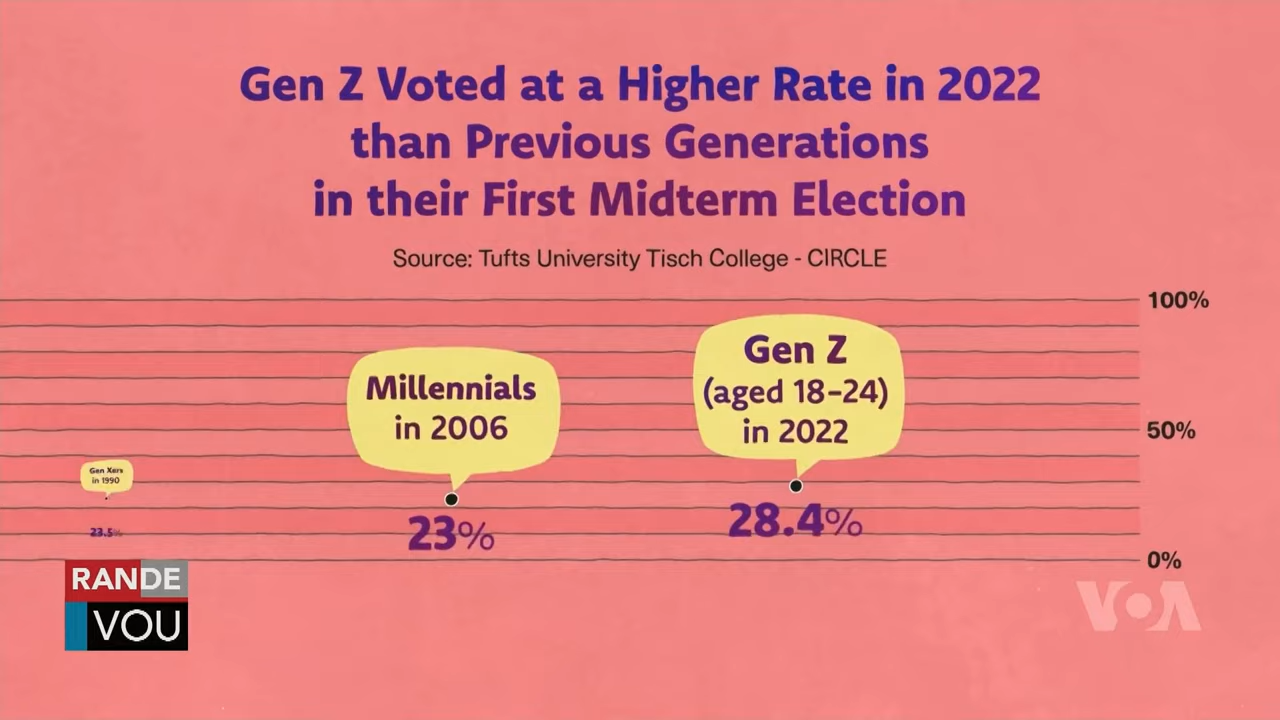 Gen Z Voted at a Higher Rate in 2022
than Previous Generations
in their First Midterm Election
Source: Tufts University Tisch College - CIRCLE
100%
50%
0%
Gen Xers
in 1990
23.5%
Millennials
in 2006
23%
Gen Z
(aged 18–24)
in 2022
28.4%
RANDE
VOU
VOA